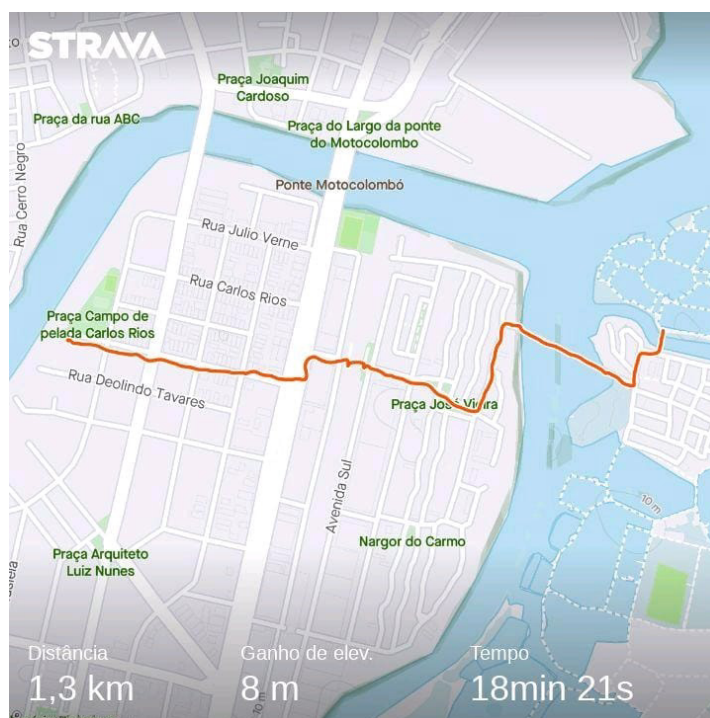 STRAVA
Praça Joaquim
Cardoso
Praça da rua ABC
Praça do Largo da ponte
do Motocolombo
Rua Cerro Negro
Ponte Motocolombó
Rua Julio Verne
Rua Carlos Rios
Praça Campo de
pelada Carlos Rios
Rua Deolindo Tavares
Praça José Vieira
Avenida Sul
10 m
Nargor do Carmo
Praça Arquiteto
Luiz Nunes
Distância
Ganho de elev.
Tempo
1,3 km
8 m
18min 21s
10 m